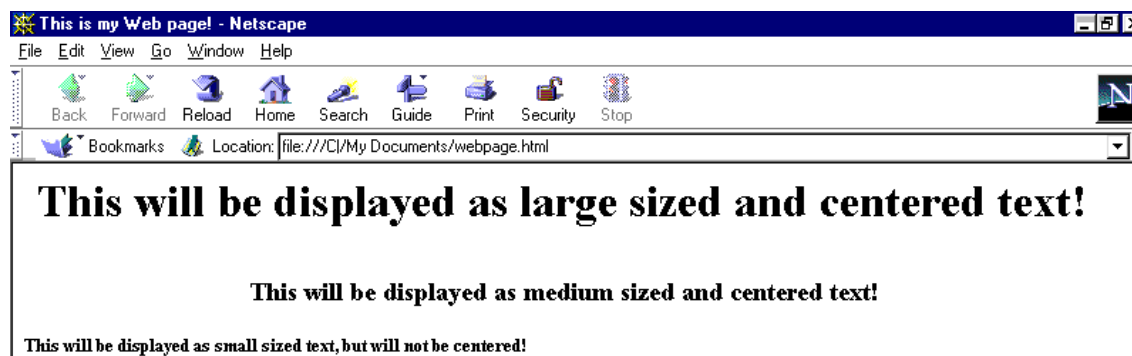 This is my Web page! - Netscape
File Edit View Go Window Help
Back Forward Reload Home Search Guide Print Security Stop
N
Bookmarks Location: file:///C|/My Documents/webpage.html
This will be displayed as large sized and centered text!
This will be displayed as medium sized and centered text!
This will be displayed as small sized text, but will not be centered!